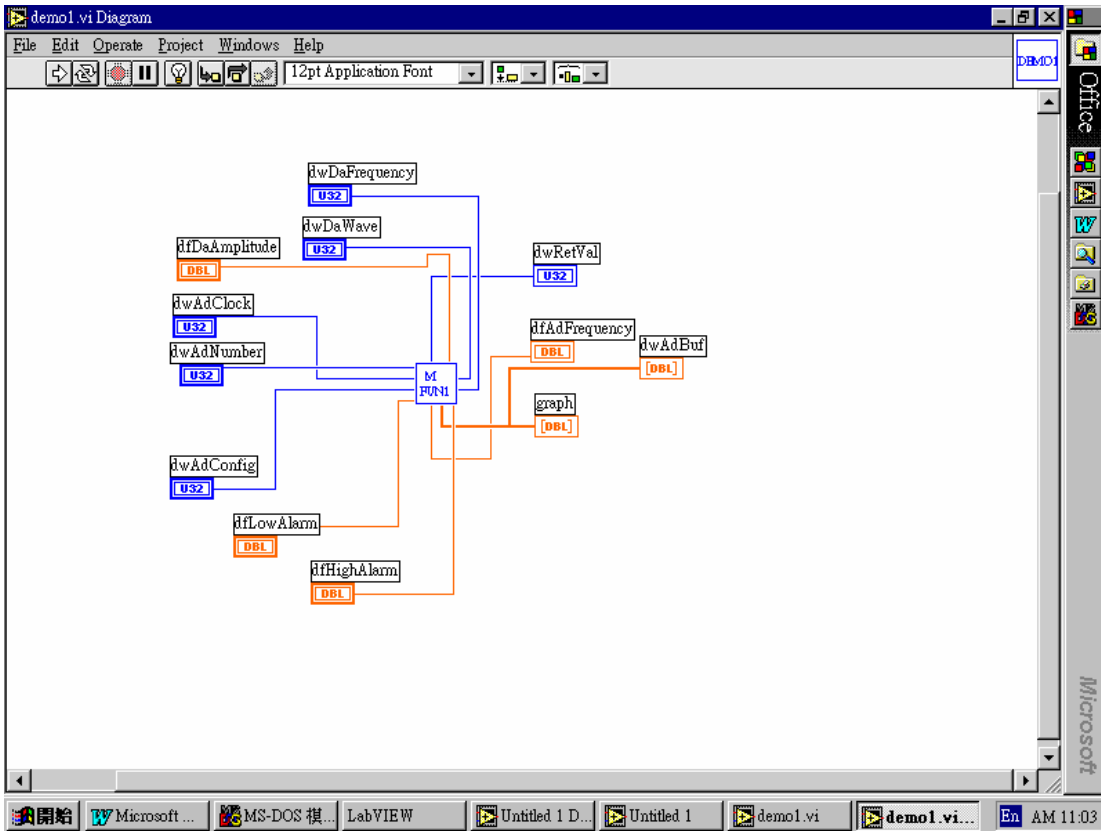 demo1.vi Diagram
File Edit Operate Project Windows Help
12pt Application Font
DEMO1
Office
dwDaFrequency
U32
dwDaWave
U32
dfDaAmplitude
DBL
dwRetVal
U32
dwAdClock
U32
dfAdFrequency
DBL
dwAdBuf
[DBL]
dwAdNumber
U32
M
FUN1
graph
[DBL]
dwAdConfig
U32
dfLowAlarm
DBL
dfHighAlarm
DBL
Microsoft
開始 Microsoft ... MS-DOS 模... LabVIEW Untitled 1 D... Untitled 1 demo1.vi demo1.vi... En AM 11:03